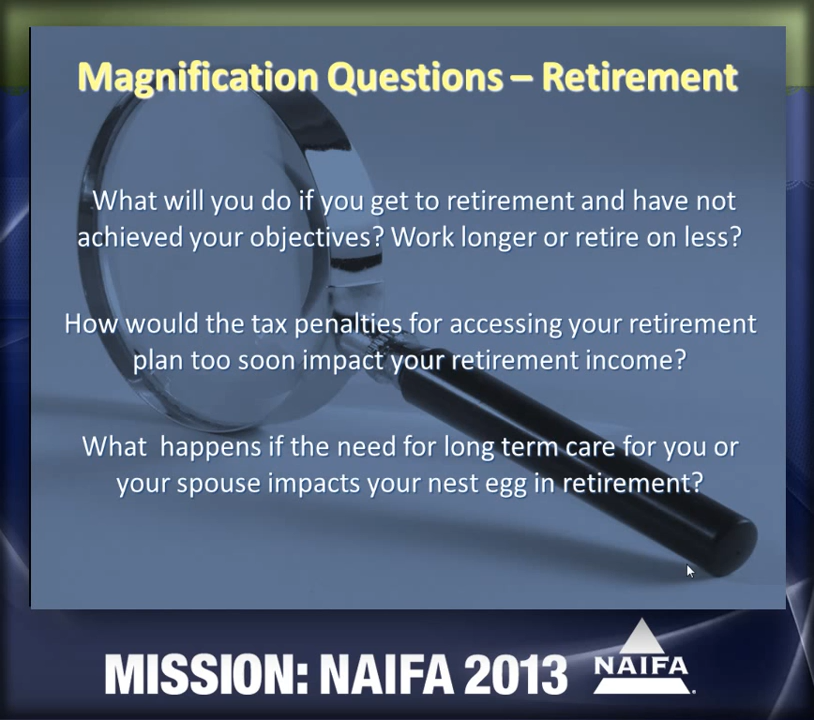 Magnification Questions – Retirement
What will you do if you get to retirement and have not
achieved your objectives? Work longer or retire on less?
How would the tax penalties for accessing your retirement
plan too soon impact your retirement income?
What  happens if the need for long term care for you or
your spouse impacts your nest egg in retirement?
MISSION: NAIFA 2013
NAIFA